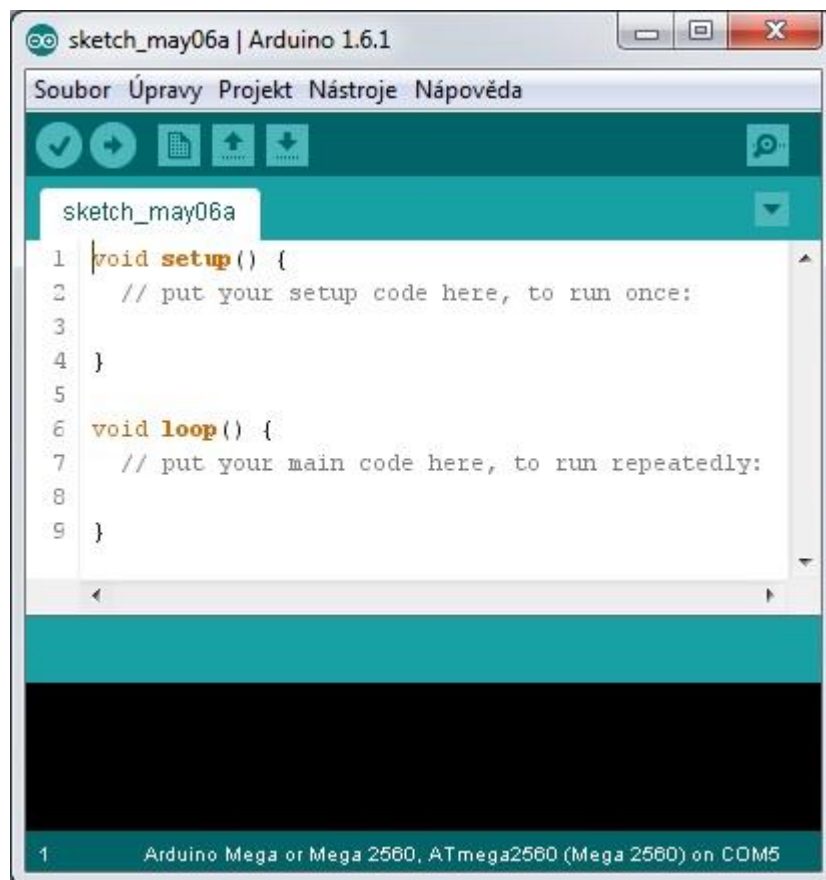 sketch_may06a | Arduino 1.6.1
Soubor Úpravy Projekt Nástroje Nápověda
sketch_may06a
1 void setup() {
2 // put your setup code here, to run once:
3
4 }
5
6 void loop() {
7 // put your main code here, to run repeatedly:
8
9 }
1 Arduino Mega or Mega 2560, ATmega2560 (Mega 2560) on COM5